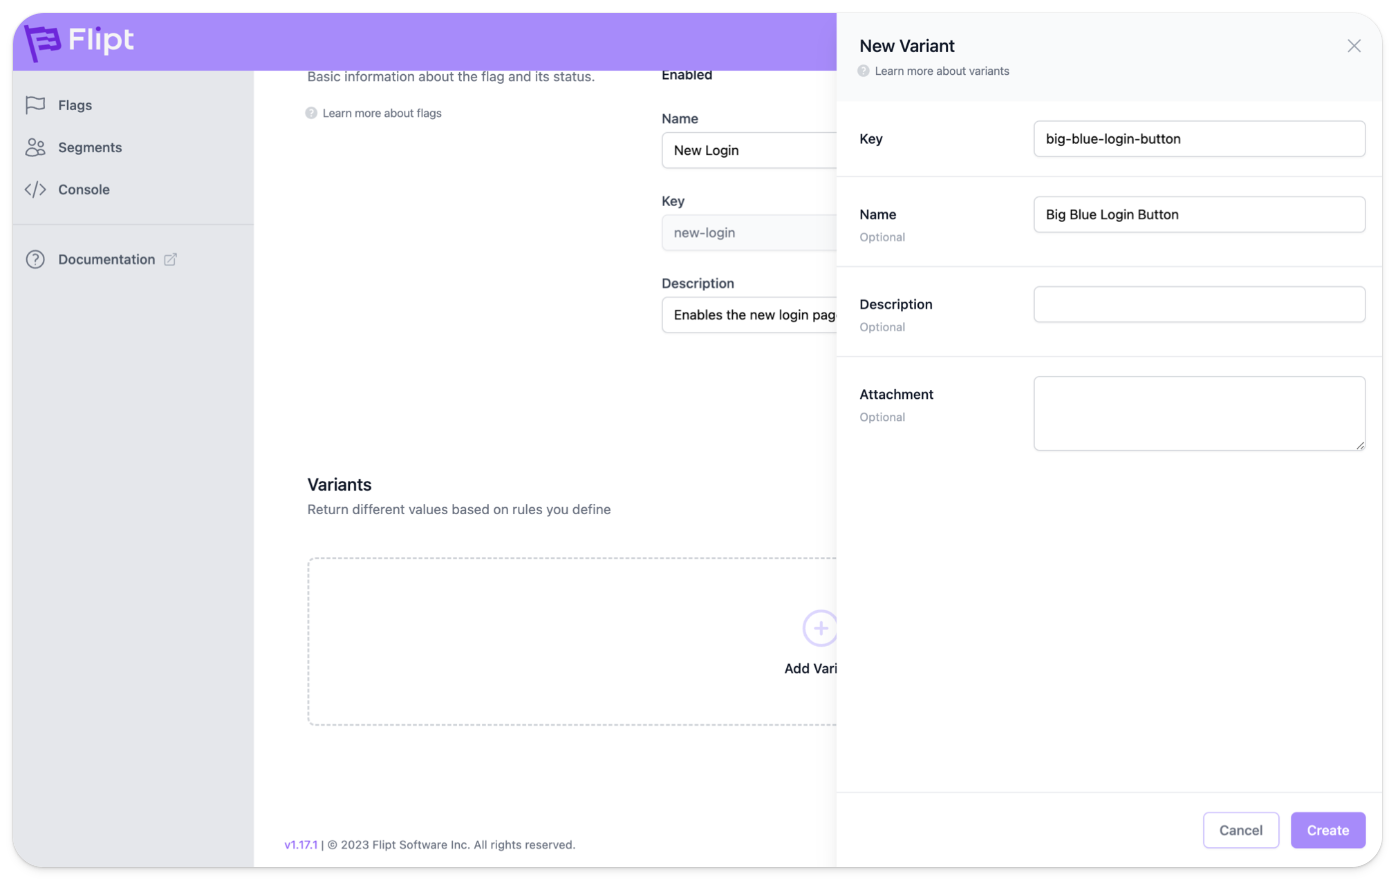 Flipt
Flags
Segments
Console
Documentation
Basic information about the flag and its status.
Learn more about flags
Enabled
Name
New Login
Key
new-login
Description
Enables the new login pag
Variants
Return different values based on rules you define
Add Vari
v1.17.1 | © 2023 Flipt Software Inc. All rights reserved.
New Variant
Learn more about variants
Key
big-blue-login-button
Name
Optional
Big Blue Login Button
Description
Optional
Attachment
Optional
Cancel
Create